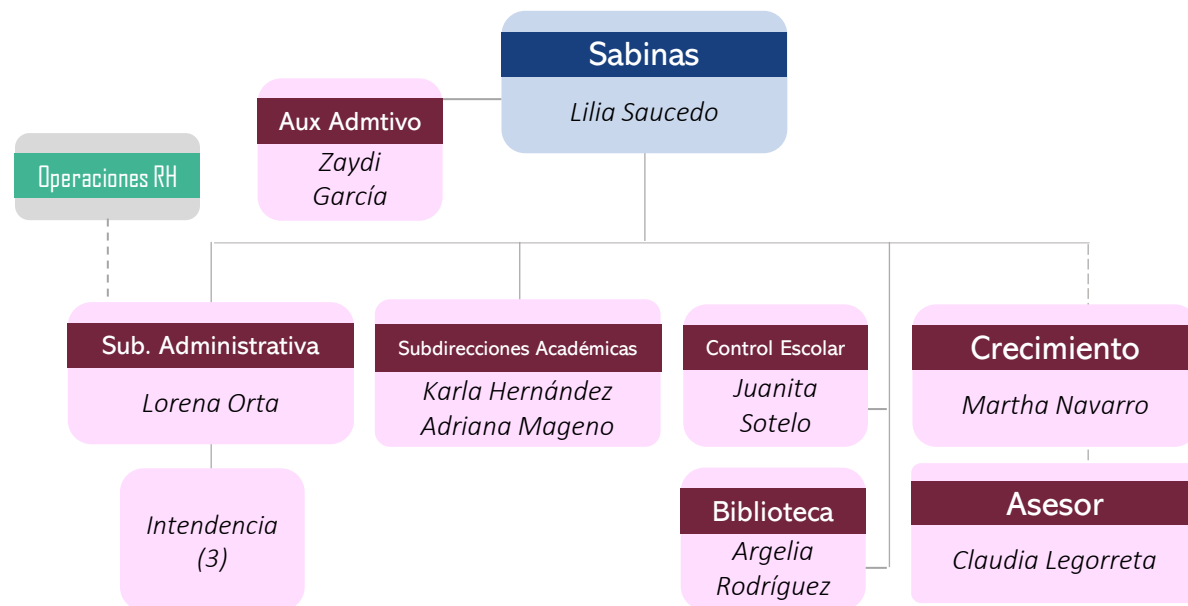 Sabinas
Lilia Saucedo
Aux Admtivo
Zaydi
García
Operaciones RH
Sub. Administrativa
Lorena Orta
Intendencia
(3)
Subdirecciones Académicas
Karla Hernández
Adriana Mageno
Control Escolar
Juanita
Sotelo
Biblioteca
Argelia
Rodríguez
Crecimiento
Martha Navarro
Asesor
Claudia Legorreta